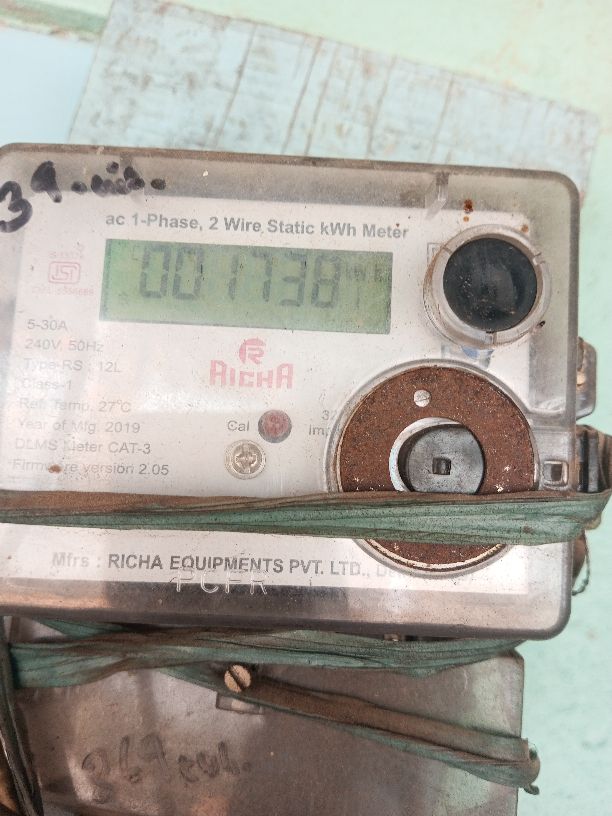 ac 1-Phase, 2 Wire Static kWh Meter
001738
5-30A
240V 50Hz
Type-RS : 12L
Class-1
Ref. Temp. 27°C
Year of Mfg. 2019
DLMS Meter CAT-3
Firmware version 2.05
RICHA
Cal
Mfrs : RICHA EQUIPMENTS PVT. LTD.,